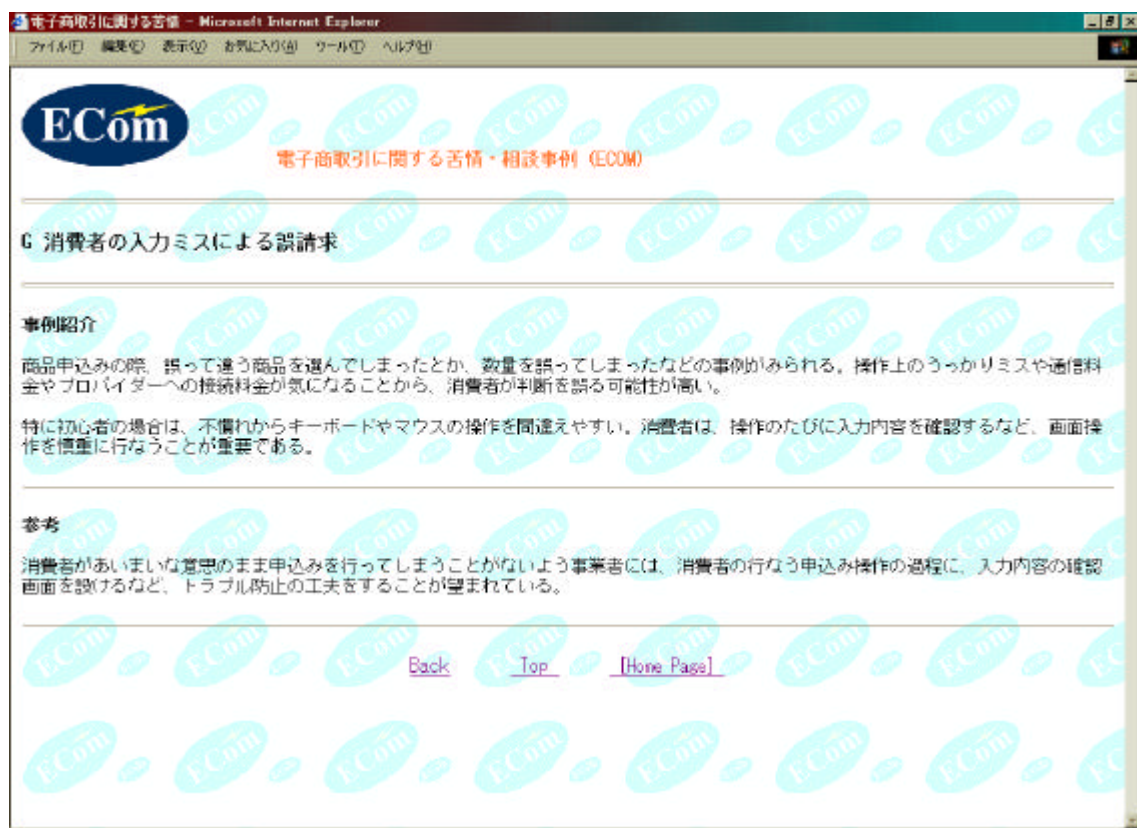 電子商取引に関する苦情 - Microsoft Internet Explorer
ファイル(F) 編集(E) 表示(V) お気に入り(A) ツール(T) ヘルプ(H)
ECom
電子商取引に関する苦情・相談事例 (ECOM)
G 消費者の入力ミスによる誤請求
事例紹介
商品申込みの際、誤って違う商品を選んでしまったとか、数量を誤ってしまったなどの事例がみられる。操作上のうっかりミスや通信料
金やプロバイダーへの接続料金が気になることから、消費者が判断を誤る可能性が高い。
特に初心者の場合は、不慣れからキーボードやマウスの操作を間違えやすい。消費者は、操作のたびに入力内容を確認するなど、画面操
作を慎重に行なうことが重要である。
参考
消費者があいまいな意思のまま申込みを行ってしまうことがないよう事業者には、消費者の行なう申込み操作の過程に、入力内容の確認
画面を設けるなど、トラブル防止の工夫をすることが望まれている。
Back Top [Home Page]